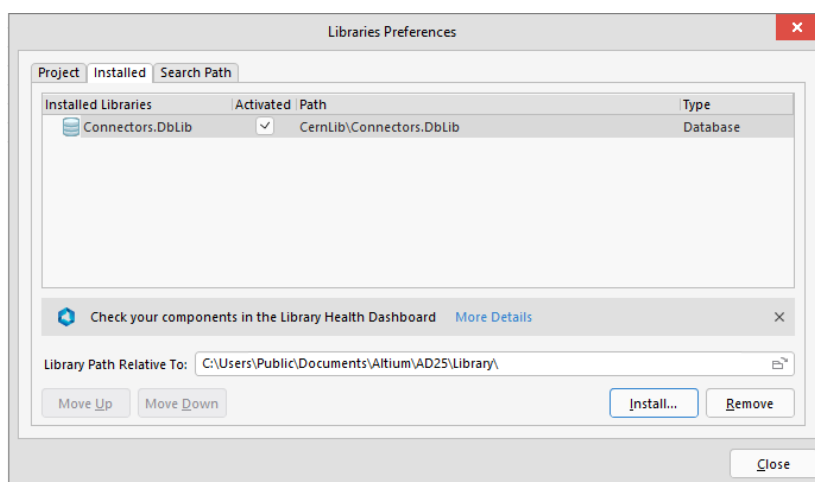 Libraries Preferences
Project Installed Search Path
Installed Libraries Activated Path Type
Connectors.DbLib CernLib\Connectors.DbLib Database
Check your components in the Library Health Dashboard More Details
Library Path Relative To: C:\Users\Public\Documents\Altium\AD25\Library\
Move Up Move Down Install... Remove
Close